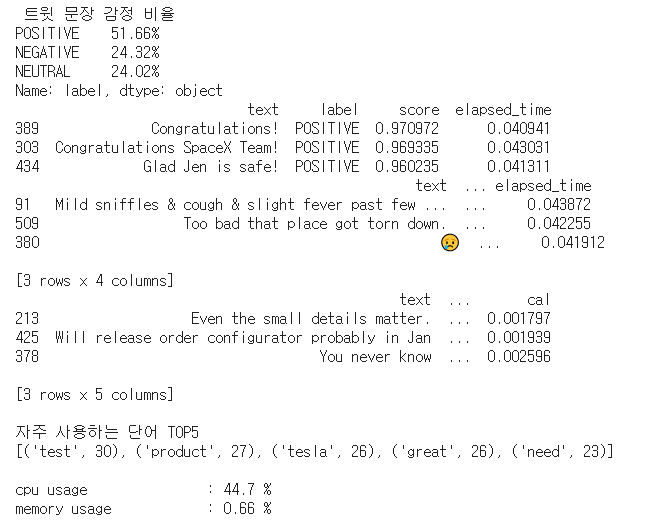 트윗 문장 감정 비율
POSITIVE    51.66%
NEGATIVE    24.32%
NEUTRAL     24.02%
Name: label, dtype: object
                             text     label     score  elapsed_time
389              Congratulations!  POSITIVE  0.970972      0.040941
303  Congratulations SpaceX Team!  POSITIVE  0.969335      0.043031
434             Glad Jen is safe!  POSITIVE  0.960235      0.041311
                                                  text  ... elapsed_time
91   Mild sniffles & cough & slight fever past few ...  ...     0.043872
509                 Too bad that place got torn down.  ...     0.042255
380                                                 😥  ...     0.041912
[3 rows x 4 columns]
                                                text  ...       cal
213                   Even the small details matter.  ...  0.001797
425  Will release order configurator probably in Jan  ...  0.001939
378                                   You never know  ...  0.002596
[3 rows x 5 columns]
자주 사용하는 단어 TOP5
[('test', 30), ('product', 27), ('tesla', 26), ('great', 26), ('need', 23)]
cpu usage               : 44.7 %
memory usage            : 0.66 %